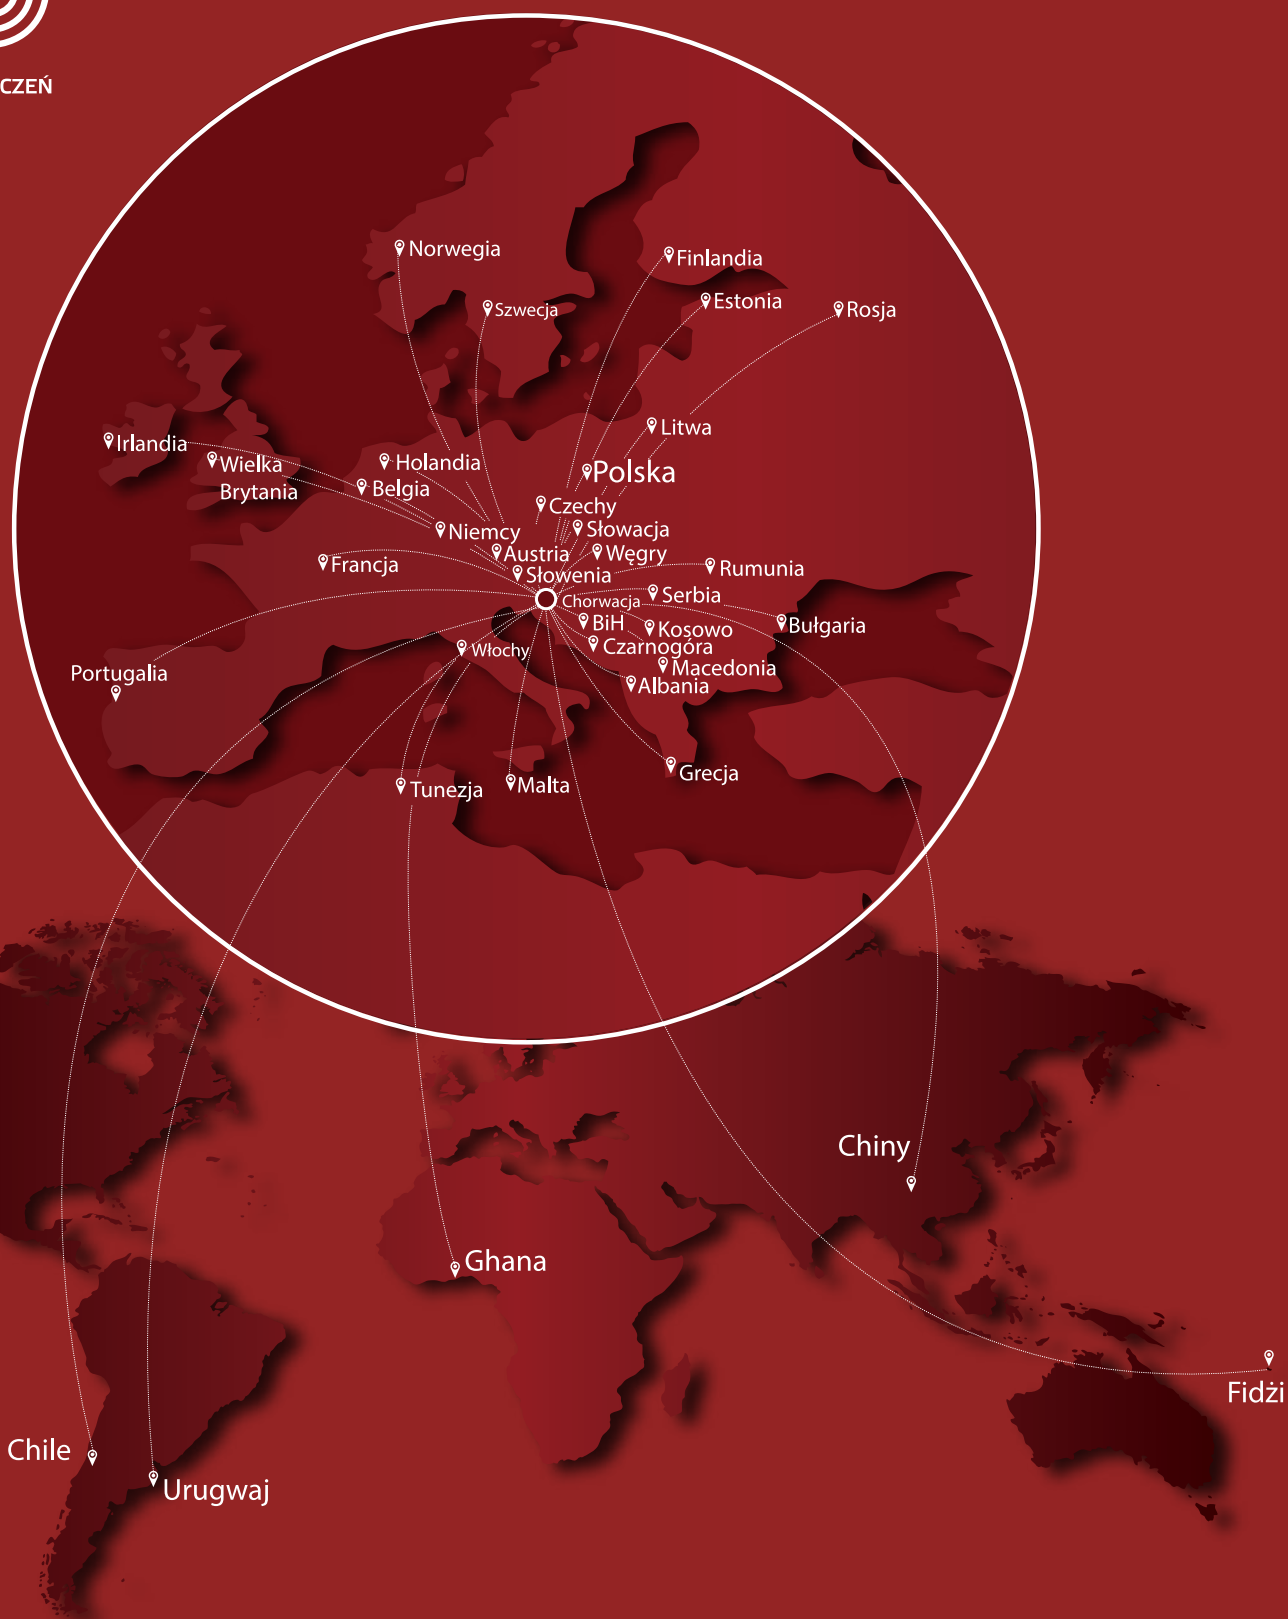 CZEŃ
Norwegia
Finlandia
Szwecja
Estonia
Rosja
Irlandia
Litwa
Wielka
Brytania
Holandia
Belgia
Polska
Czechy
Niemcy
Słowacja
Austria
Węgry
Francja
Słowenia
Rumunia
Chorwacja
Serbia
BiH
Kosowo
Bułgaria
Włochy
Czarnogóra
Macedonia
Portugalia
Albania
Grecja
Tunezja
Malta
Chiny
Ghana
Fidżi
Chile
Urugwaj